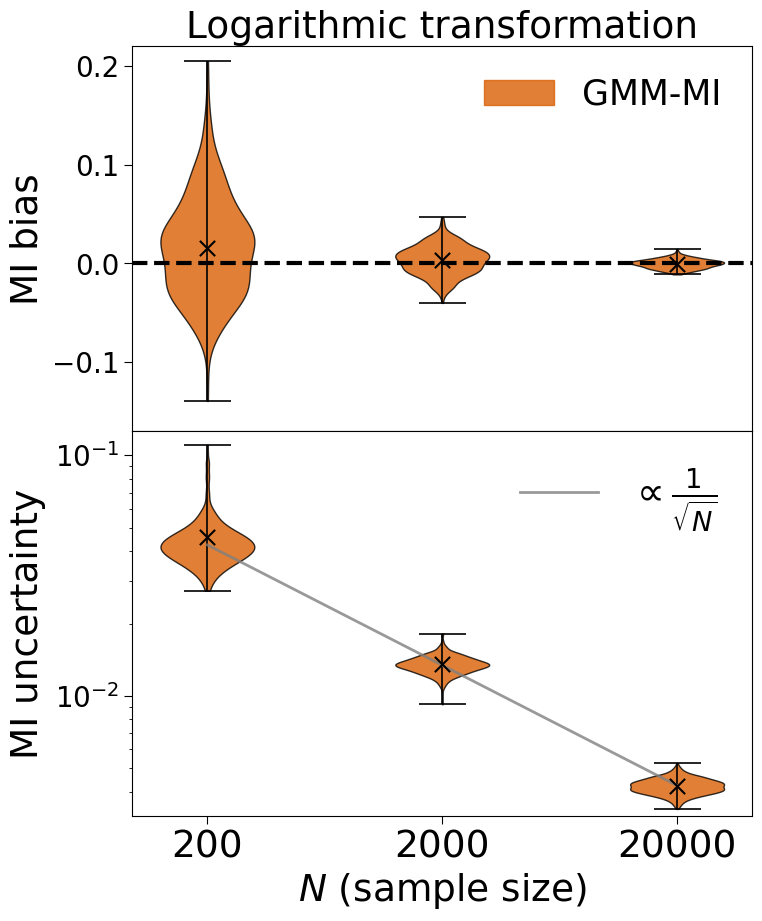 Logarithmic transformation
MI bias
0.2
0.1
0.0
−0.1
GMM-MI
MI uncertainty
10⁻¹
10⁻²
∝ 1/√N
200 2000 20000
N (sample size)